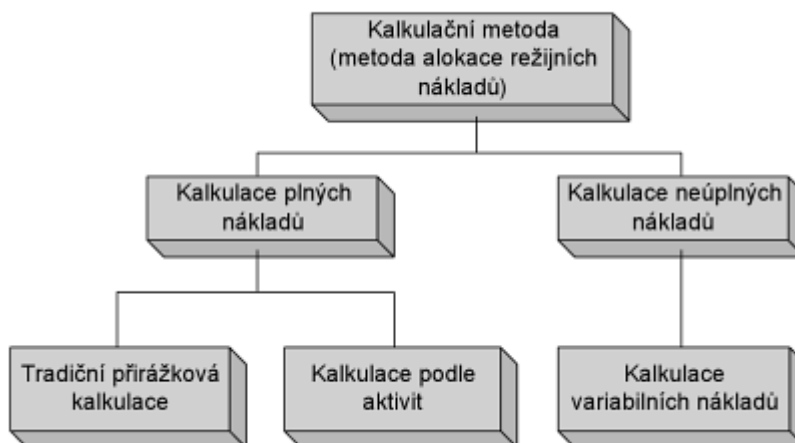 Kalkulační metoda
(metoda alokace režijních
nákladů)
Kalkulace plných
nákladů
Kalkulace neúplných
nákladů
Tradiční přirážková
kalkulace
Kalkulace podle
aktivit
Kalkulace
variabilních nákladů